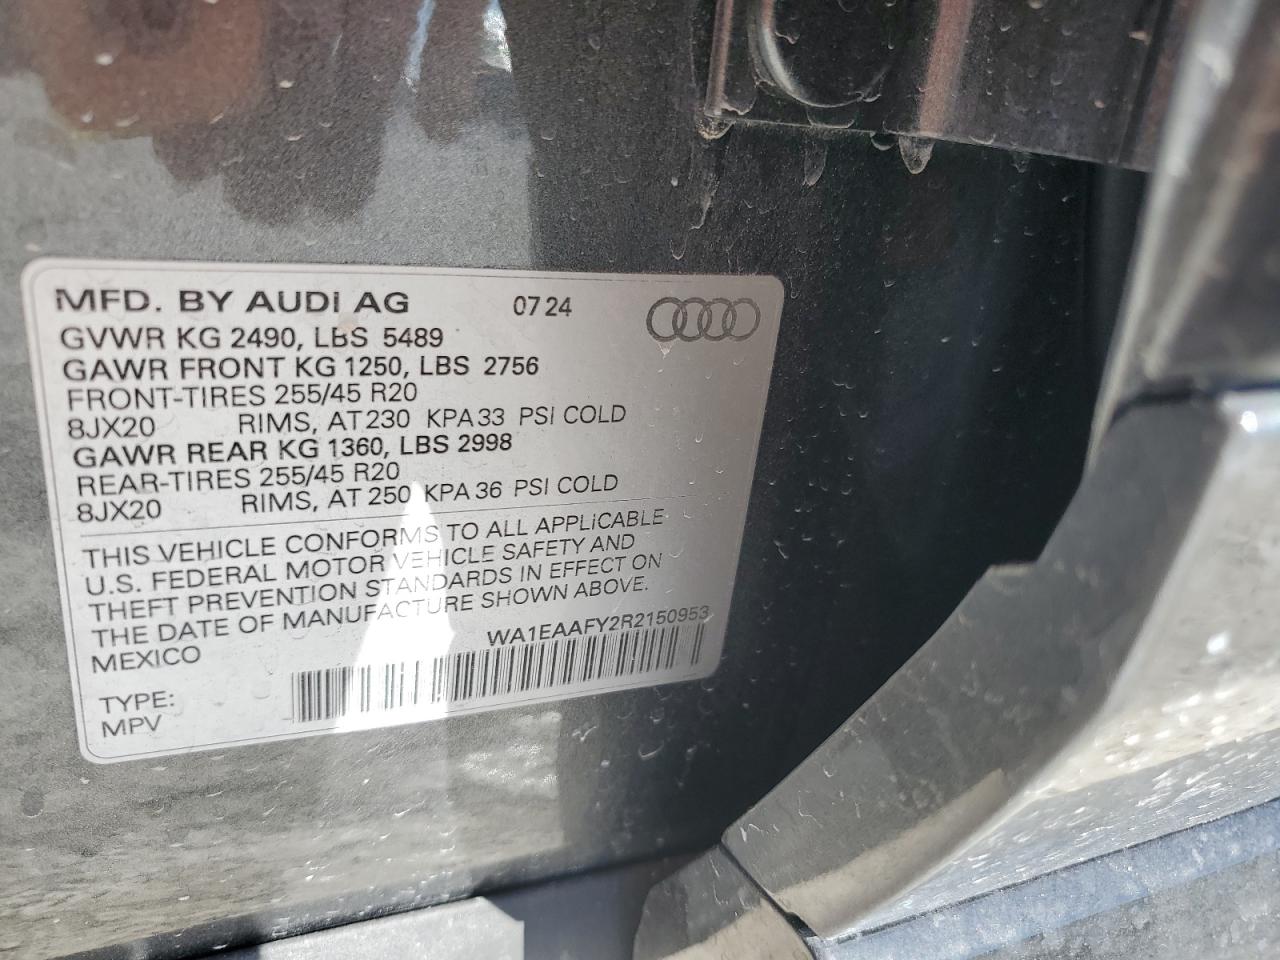 MFD. BY AUDI AG 07 24
GVWR KG 2490, LBS 5489
GAWR FRONT KG 1250, LBS 2756
FRONT-TIRES 255/45 R20
8JX20 RIMS, AT 230 KPA 33 PSI COLD
GAWR REAR KG 1360, LBS 2998
REAR-TIRES 255/45 R20
8JX20 RIMS, AT 250 KPA 36 PSI COLD
THIS VEHICLE CONFORMS TO ALL APPLICABLE
U.S. FEDERAL MOTOR VEHICLE SAFETY AND
THEFT PREVENTION STANDARDS IN EFFECT ON
THE DATE OF MANUFACTURE SHOWN ABOVE.
WA1EAAFY2R2150953
MEXICO
TYPE:
MPV